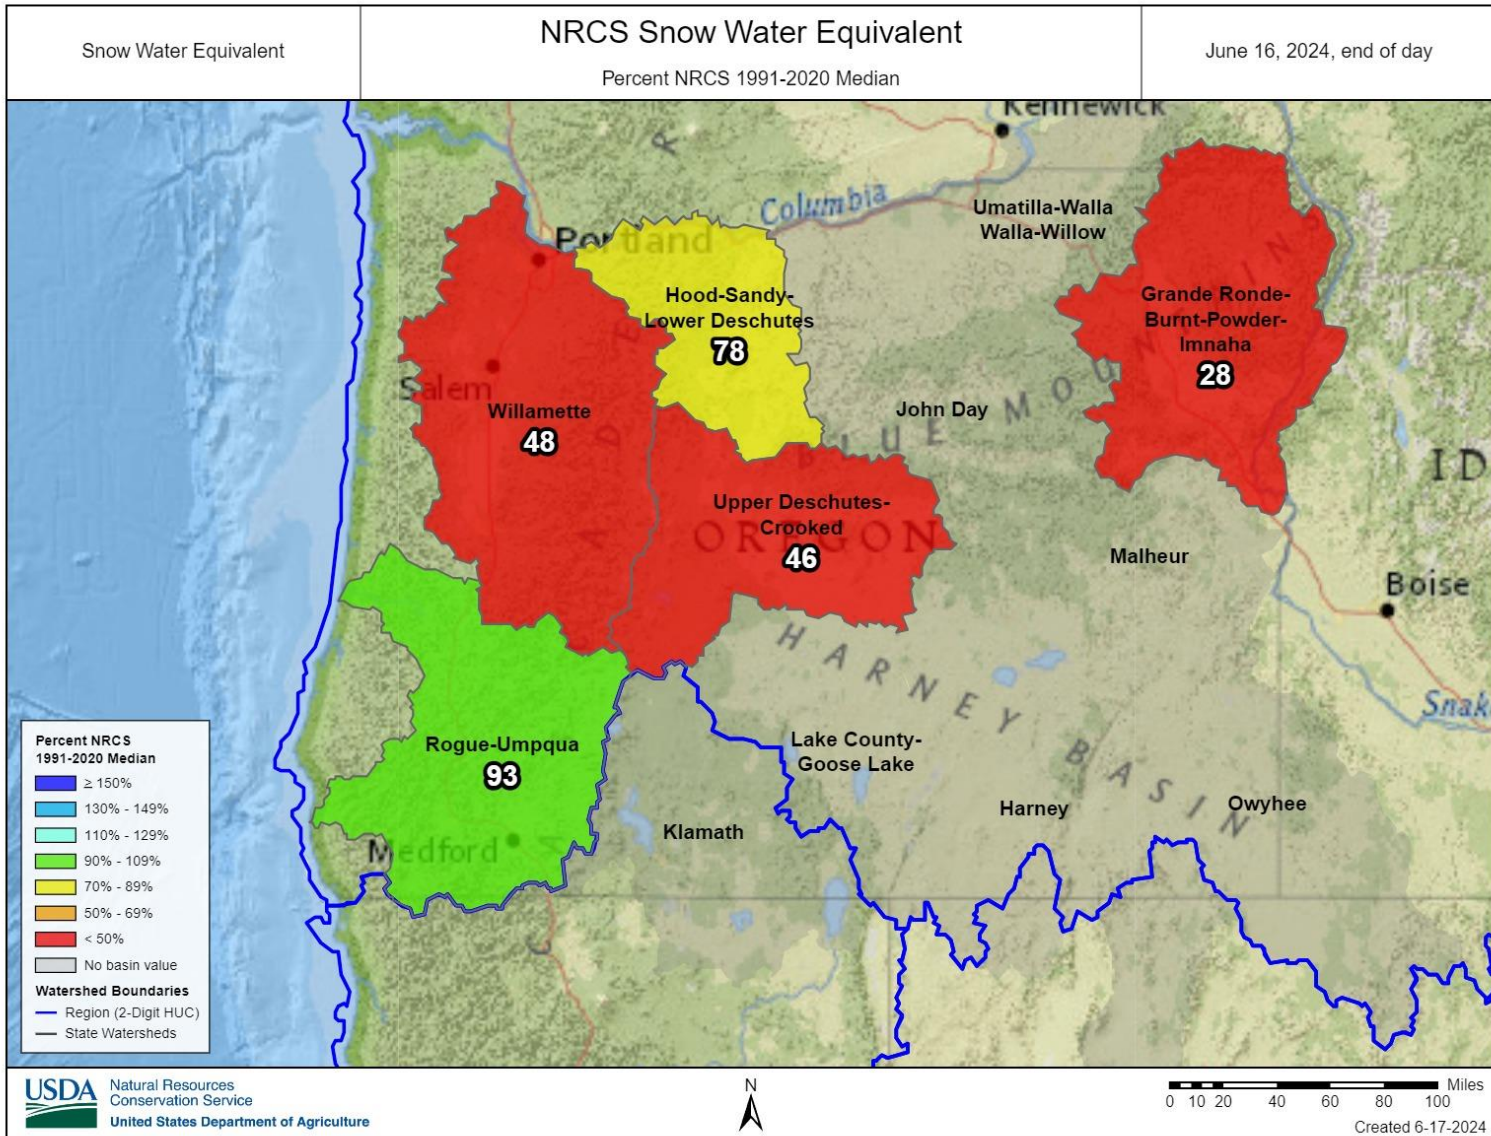 Snow Water Equivalent
NRCS Snow Water Equivalent
Percent NRCS 1991-2020 Median
June 16, 2024, end of day
Kennewick
Columbia
Umatilla-Walla
Walla-Willow
Portland
Hood-Sandy-
Lower Deschutes
78
Grande Ronde-
Burnt-Powder-
Imnaha
28
Salem
Willamette
48
John Day
BLUE MOUNTAINS
Upper Deschutes-
Crooked
46
OREGON
Malheur
ID
Boise
HARNEY BASIN
Snak
Rogue-Umpqua
93
Lake County-
Goose Lake
Klamath
Harney
Owyhee
Medford
Percent NRCS
1991-2020 Median
≥ 150%
130% - 149%
110% - 129%
90% - 109%
70% - 89%
50% - 69%
< 50%
No basin value
Watershed Boundaries
Region (2-Digit HUC)
State Watersheds
USDA
Natural Resources
Conservation Service
United States Department of Agriculture
N
Miles
0 10 20 40 60 80 100
Created 6-17-2024